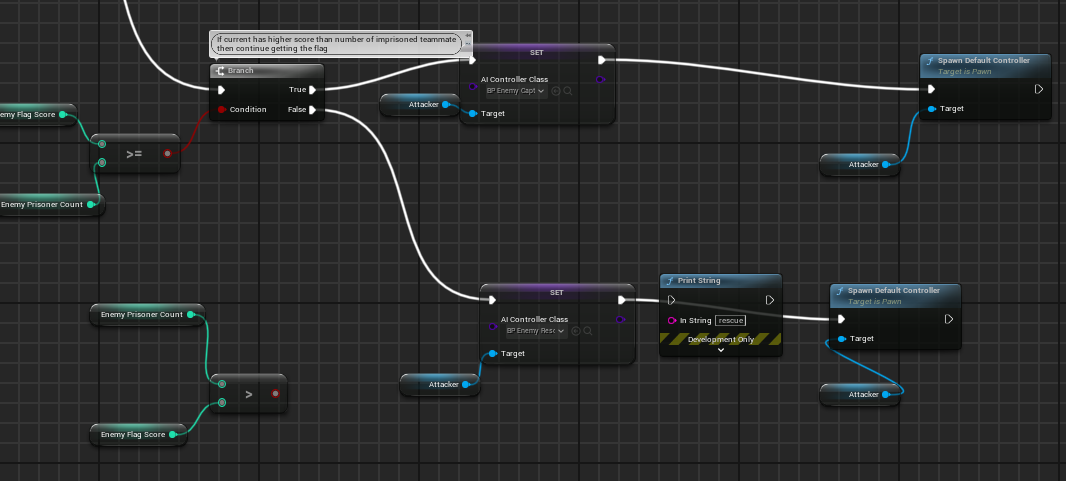 If current has higher score than number of imprisoned teammate
then continue getting the flag
Branch
True
Condition
False
emy Flag Score
>=
Enemy Prisoner Count
SET
AI Controller Class
BP Enemy Capt
Attacker
Target
Spawn Default Controller
Target is Pawn
Target
Attacker
Enemy Prisoner Count
>
Enemy Flag Score
SET
AI Controller Class
BP Enemy Resc
Target
Attacker
Print String
In String
rescue
Development Only
Spawn Default Controller
Target is Pawn
Target
Attacker